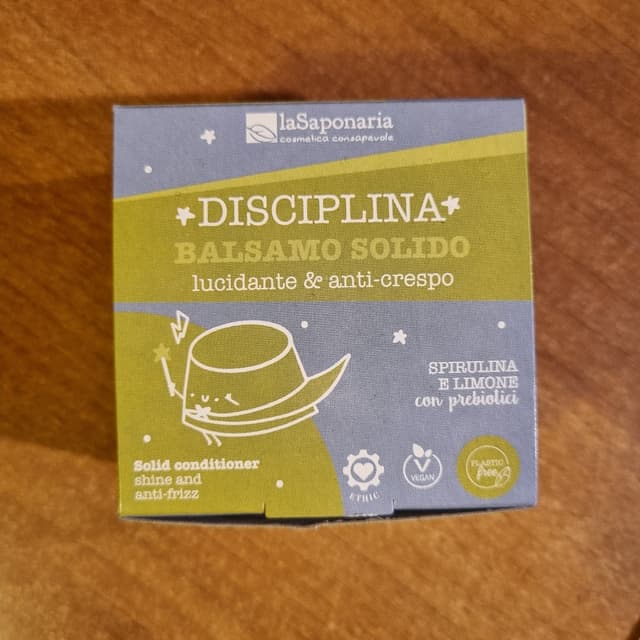 laSaponaria
cosmetica consapevole
DISCIPLINA
BALSAMO SOLIDO
lucidante & anti-crespo
SPIRULINA
E LIMONE
con prebiotici
Solid conditioner
shine and
anti-frizz
ETHIC
VEGAN
PLASTIC
free